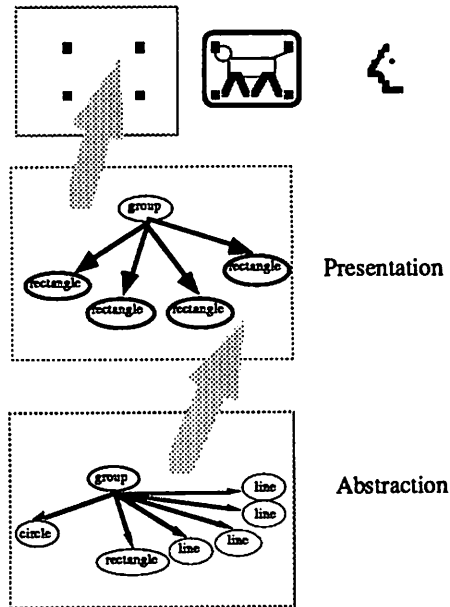 group
rectangle
rectangle
rectangle
rectangle
Presentation
group
line
line
Abstraction
circle
rectangle
line
line